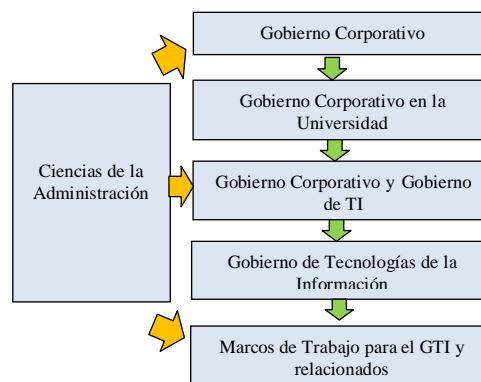 Gobierno Corporativo
Gobierno Corporativo en la
Universidad
Ciencias de la
Administración
Gobierno Corporativo y Gobierno
de TI
Gobierno de Tecnologías de la
Información
Marcos de Trabajo para el GTI y
relacionados